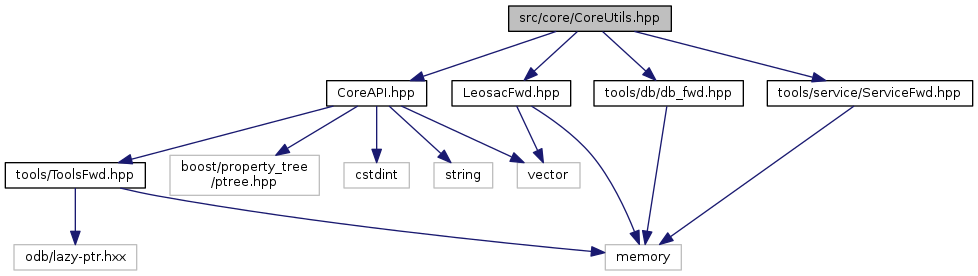 src/core/CoreUtils.hpp
CoreAPI.hpp
LeosacFwd.hpp
tools/db/db_fwd.hpp
tools/service/ServiceFwd.hpp
tools/ToolsFwd.hpp
boost/property_tree
/ptree.hpp
cstdint
string
vector
odb/lazy-ptr.hxx
memory